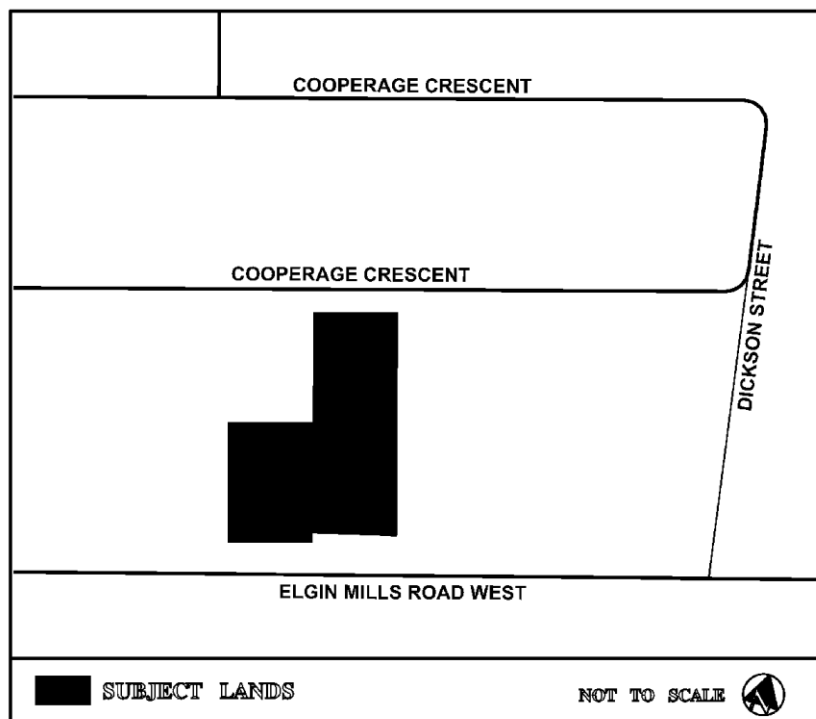 COOPERAGE CRESCENT
COOPERAGE CRESCENT
DICKSON STREET
ELGIN MILLS ROAD WEST
SUBJECT LANDS
NOT TO SCALE